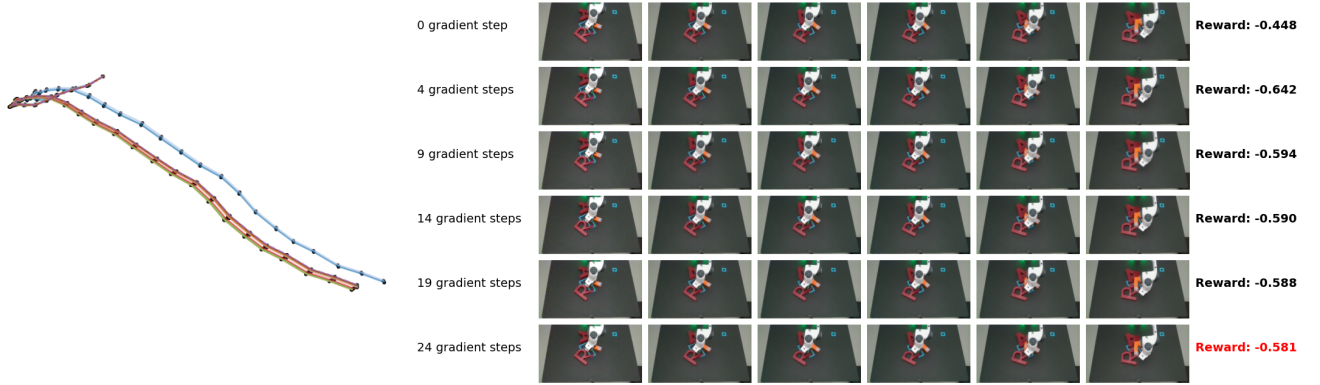 0 gradient step
Reward: -0.448
4 gradient steps
Reward: -0.642
9 gradient steps
Reward: -0.594
14 gradient steps
Reward: -0.590
19 gradient steps
Reward: -0.588
24 gradient steps
Reward: -0.581